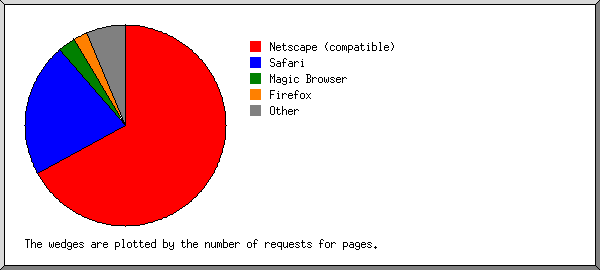 Netscape (compatible)
Safari
Magic Browser
Firefox
Other
The wedges are plotted by the number of requests for pages.